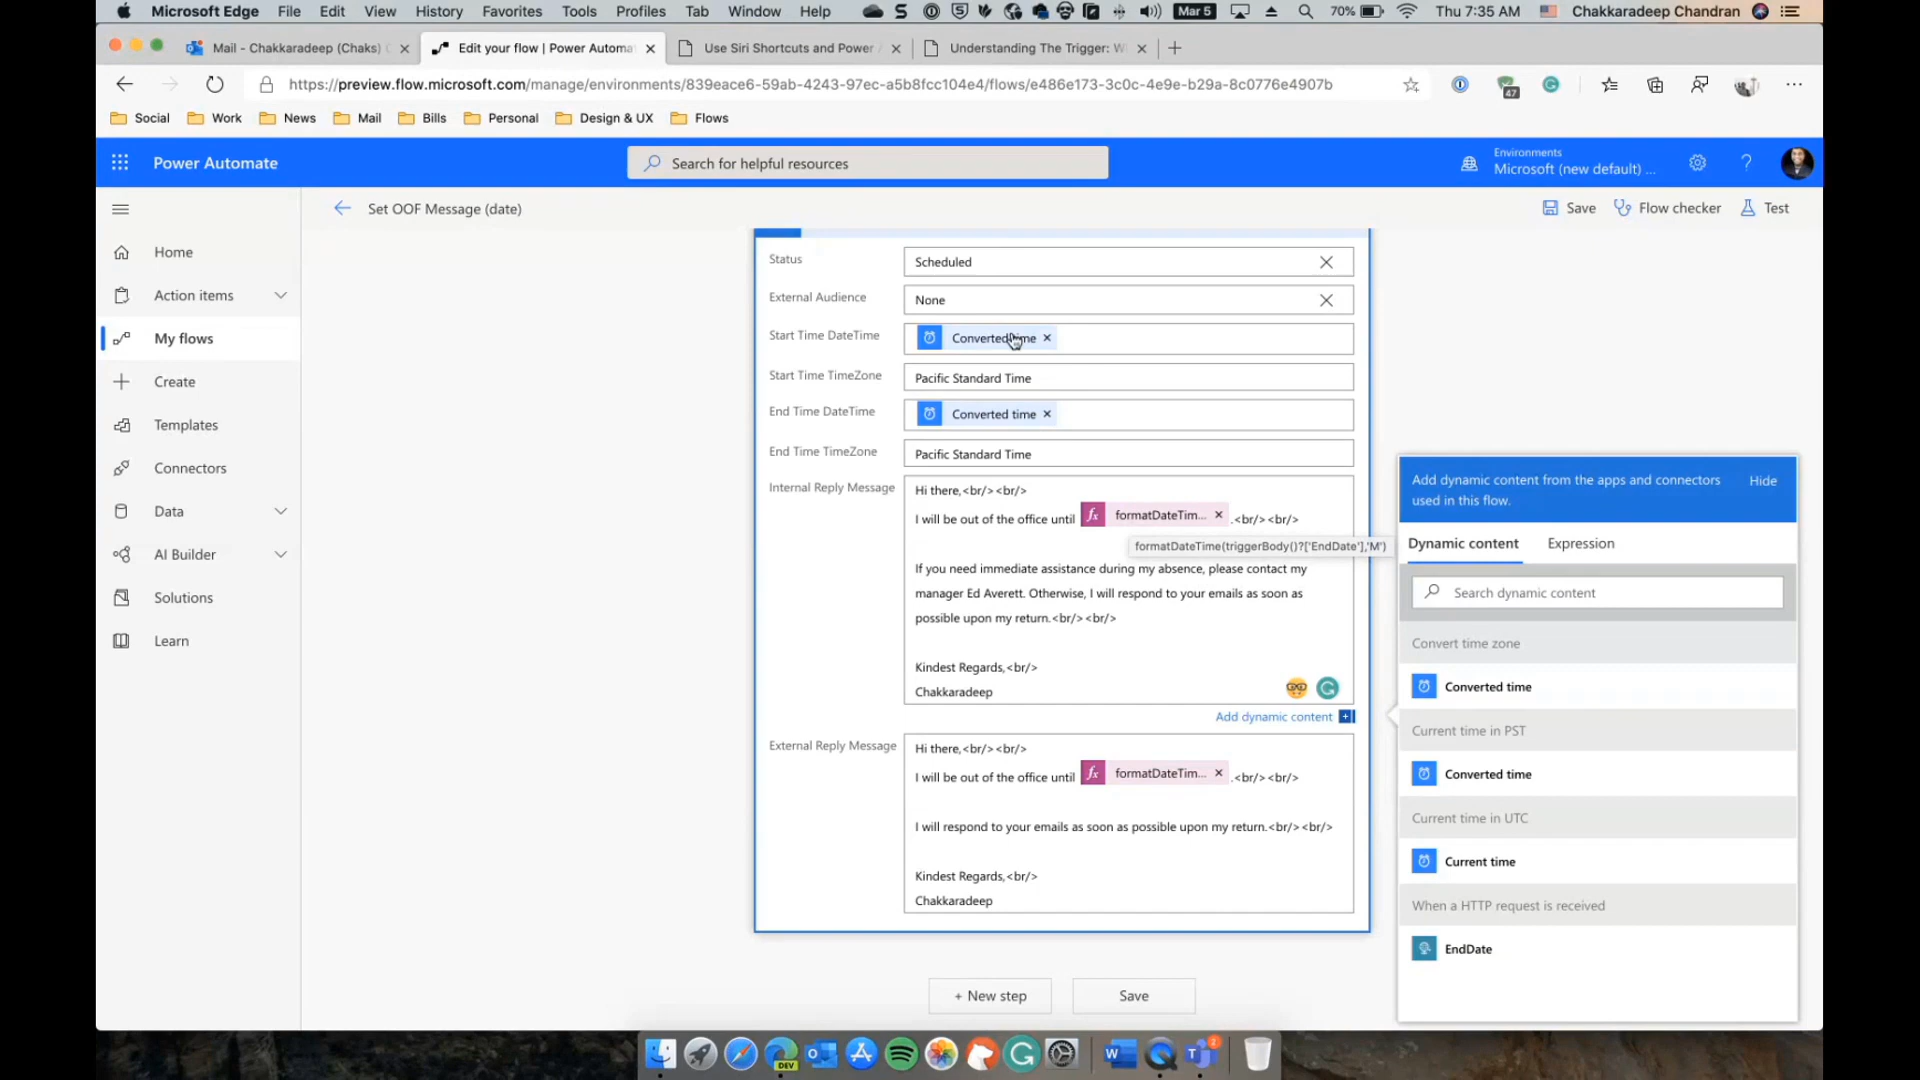 Microsoft Edge File Edit View History Favorites Tools Profiles Tab Window Help Mar 5 70% Thu 7:35 AM Chakkaradeep Chandran
Mail - Chakkaradeep (Chaks) Edit your flow | Power Automa Use Siri Shortcuts and Power Understanding The Trigger: W
https://preview.flow.microsoft.com/manage/environments/839eace6-59ab-4243-97ec-a5b8fcc104e4/flows/e486e173-3c0c-4e9e-b29a-8c0776e4907b 47
Social Work News Mail Bills Personal Design & UX Flows
Power Automate
Search for helpful resources
Environments
Microsoft (new default) ...
Set OOF Message (date)
Save Flow checker Test
Home
Action items
My flows
Create
Templates
Connectors
Data
AI Builder
Solutions
Learn
Status Scheduled
External Audience None
Start Time DateTime Converted time
Start Time TimeZone Pacific Standard Time
End Time DateTime Converted time
End Time TimeZone Pacific Standard Time
Internal Reply Message Hi there,<br/><br/>
I will be out of the office until formatDateTim... .<br/><br/>
formatDateTime(triggerBody()?['EndDate'],'M')
If you need immediate assistance during my absence, please contact my
manager Ed Averett. Otherwise, I will respond to your emails as soon as
possible upon my return.<br/><br/>
Kindest Regards,<br/>
Chakkaradeep
Add dynamic content
External Reply Message Hi there,<br/><br/>
I will be out of the office until formatDateTim... .<br/><br/>
I will respond to your emails as soon as possible upon my return.<br/><br/>
Kindest Regards,<br/>
Chakkaradeep
+ New step Save
Add dynamic content from the apps and connectors
used in this flow.
Hide
Dynamic content Expression
Search dynamic content
Convert time zone
Converted time
Current time in PST
Converted time
Current time in UTC
Current time
When a HTTP request is received
EndDate
DEV
2